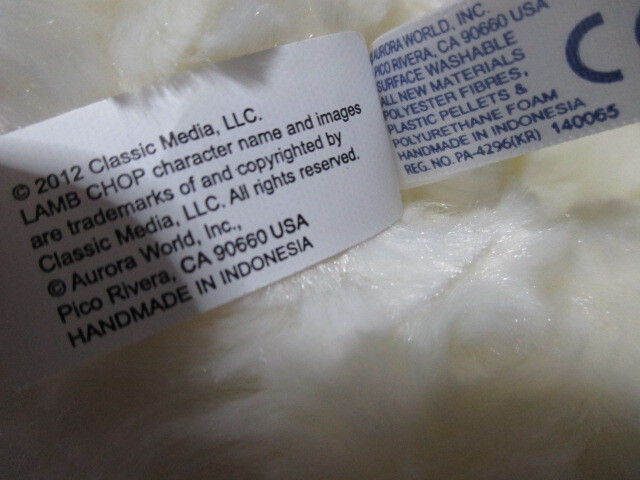 © 2012 Classic Media, LLC.
LAMB CHOP character name and images
are trademarks of and copyrighted by
Classic Media, LLC. All rights reserved.
© Aurora World, Inc.,
Pico Rivera, CA 90660 USA
HANDMADE IN INDONESIA
AURORA WORLD, INC.
PICO RIVERA, CA 90660 USA
SURFACE WASHABLE
ALL NEW MATERIALS
POLYESTER FIBRES,
PLASTIC PELLETS &
POLYURETHANE FOAM
HANDMADE IN INDONESIA
REG. NO. PA-4296(KR) 140065